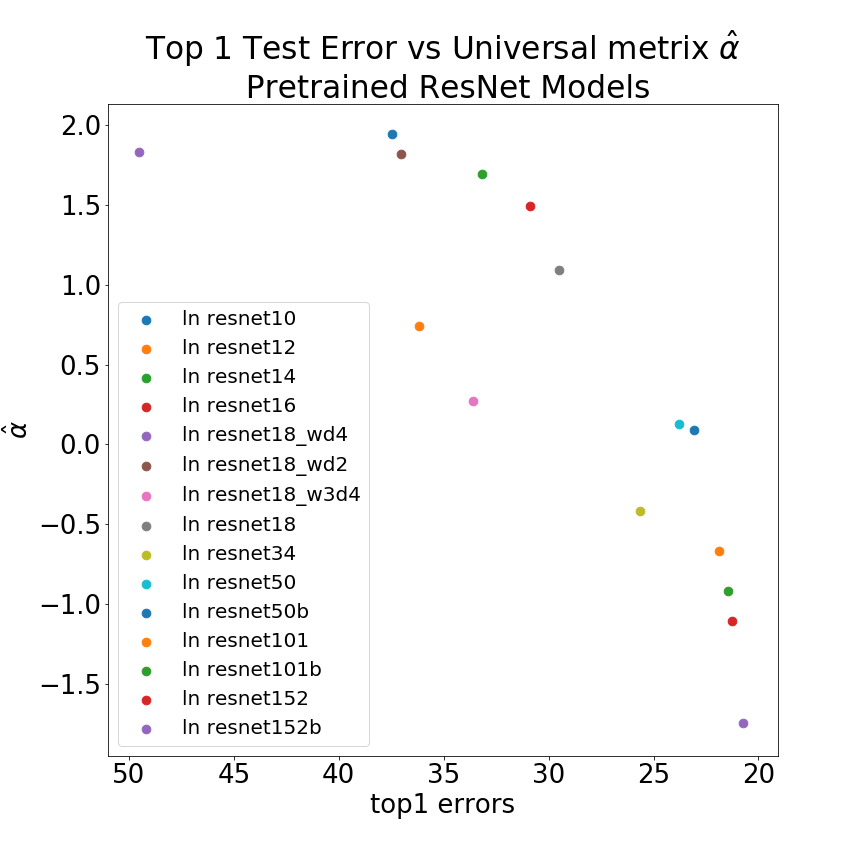 Top 1 Test Error vs Universal metrix α̂
Pretrained ResNet Models
2.0
1.5
1.0
0.5
0.0
−0.5
−1.0
−1.5
α̂
ln resnet10
ln resnet12
ln resnet14
ln resnet16
ln resnet18_wd4
ln resnet18_wd2
ln resnet18_w3d4
ln resnet18
ln resnet34
ln resnet50
ln resnet50b
ln resnet101
ln resnet101b
ln resnet152
ln resnet152b
50 45 40 35 30 25 20
top1 errors